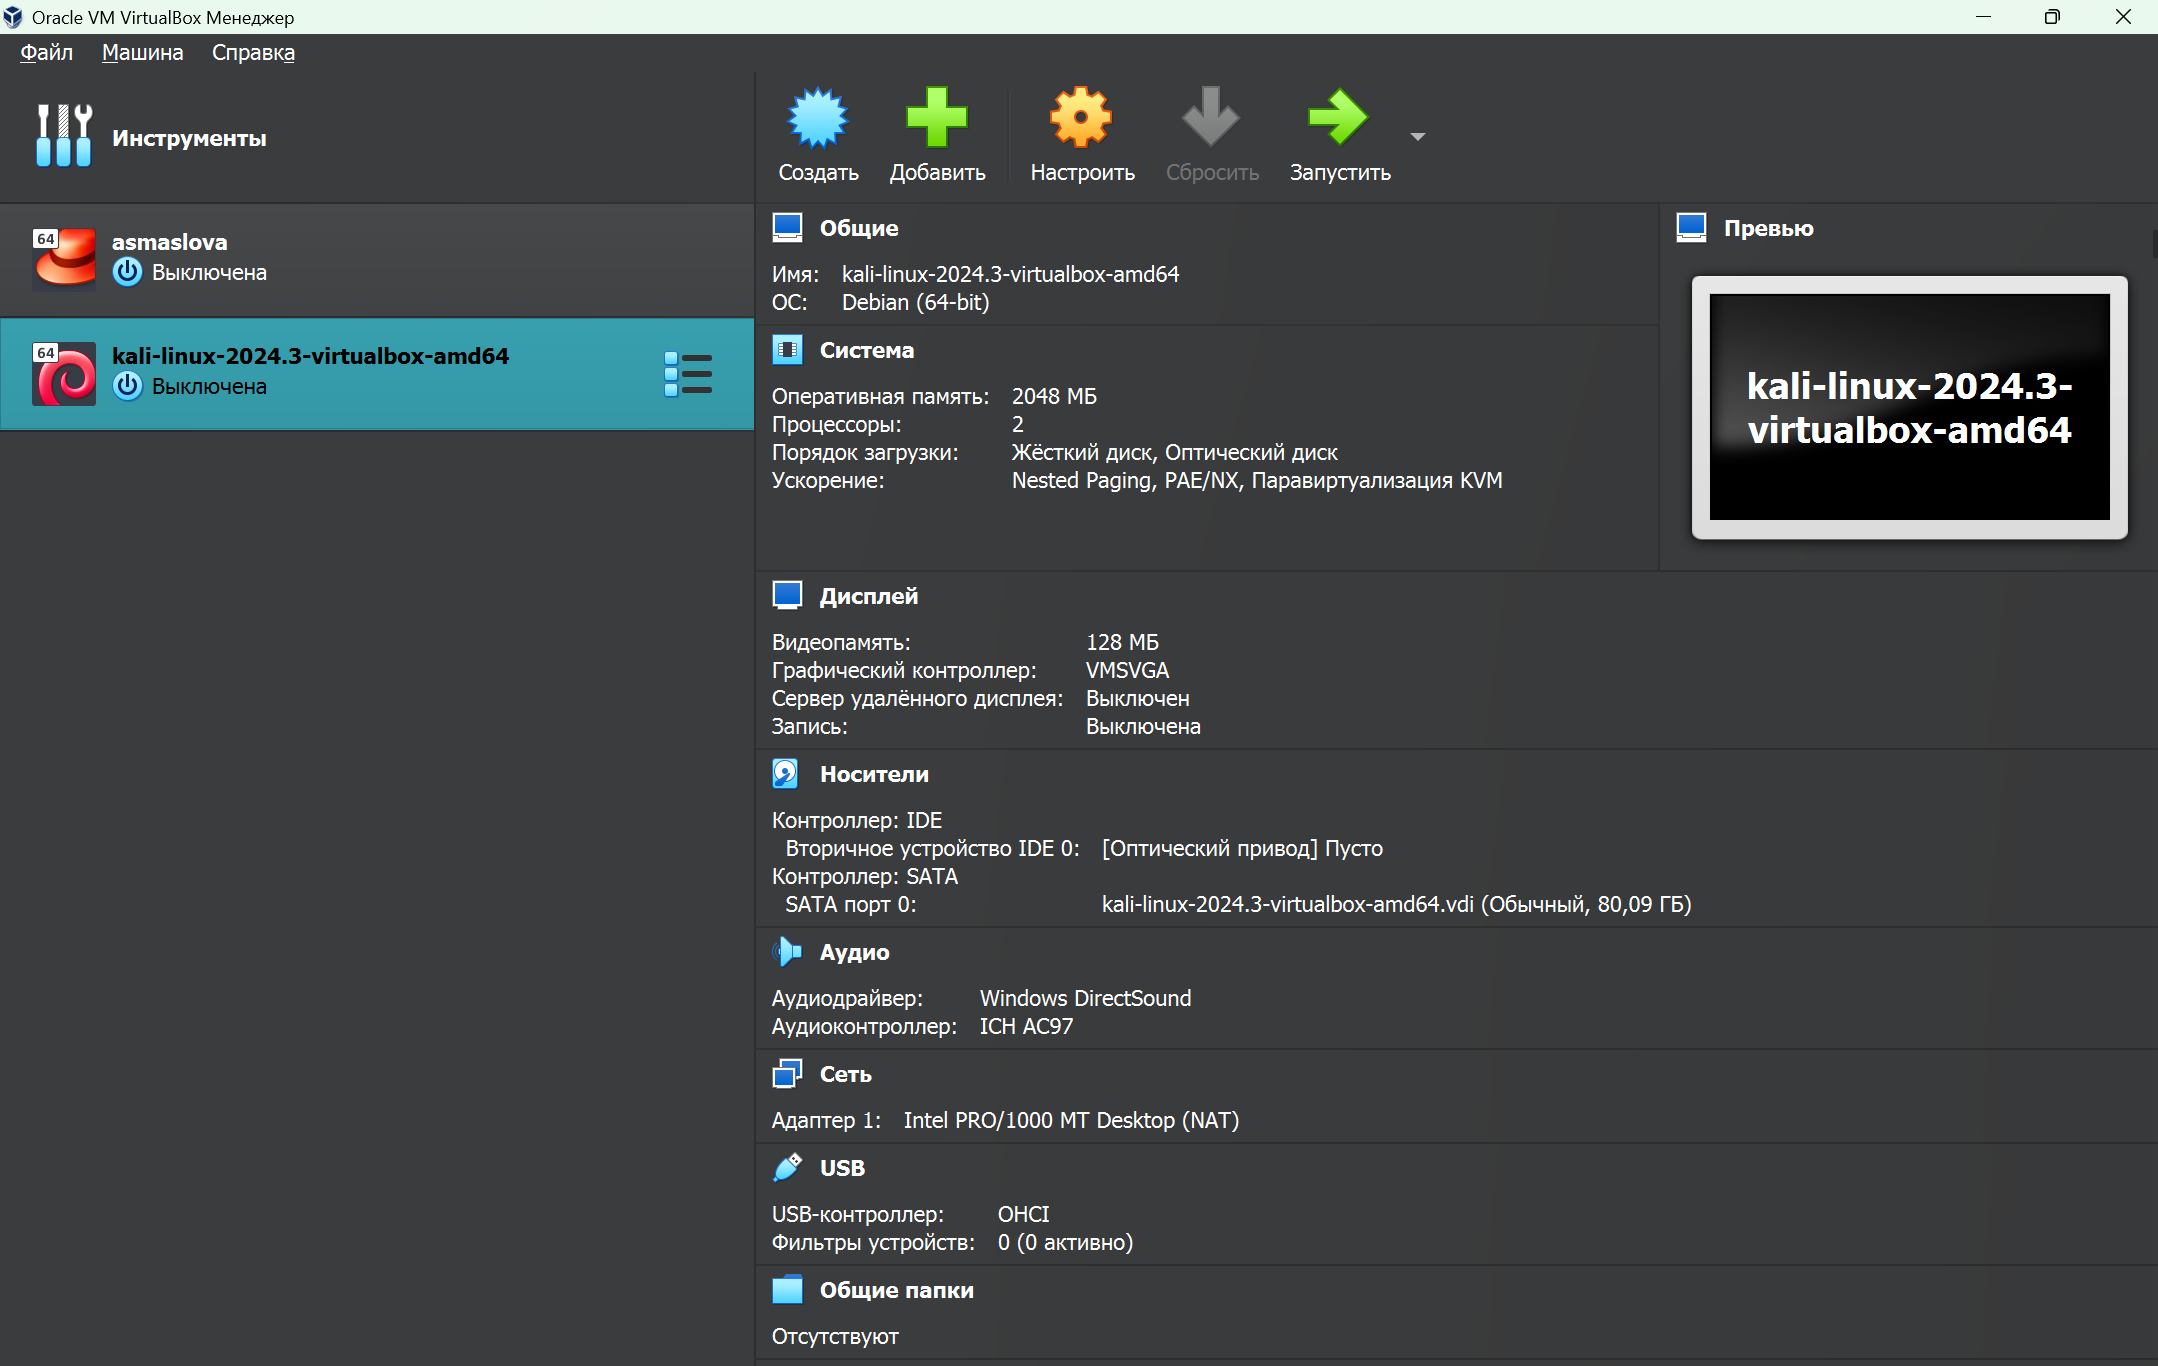 Oracle VM VirtualBox Менеджер
Файл Машина Справка
Инструменты
Создать Добавить Настроить Сбросить Запустить
64
asmaslova
Выключена
64
kali-linux-2024.3-virtualbox-amd64
Выключена
Общие
Имя: kali-linux-2024.3-virtualbox-amd64
ОС: Debian (64-bit)
Система
Оперативная память: 2048 МБ
Процессоры: 2
Порядок загрузки: Жёсткий диск, Оптический диск
Ускорение: Nested Paging, PAE/NX, Паравиртуализация KVM
Превью
kali-linux-2024.3-
virtualbox-amd64
Дисплей
Видеопамять: 128 МБ
Графический контроллер: VMSVGA
Сервер удалённого дисплея: Выключен
Запись: Выключена
Носители
Контроллер: IDE
Вторичное устройство IDE 0: [Оптический привод] Пусто
Контроллер: SATA
SATA порт 0: kali-linux-2024.3-virtualbox-amd64.vdi (Обычный, 80,09 ГБ)
Аудио
Аудиодрайвер: Windows DirectSound
Аудиоконтроллер: ICH AC97
Сеть
Адаптер 1: Intel PRO/1000 MT Desktop (NAT)
USB
USB-контроллер: OHCI
Фильтры устройств: 0 (0 активно)
Общие папки
Отсутствуют